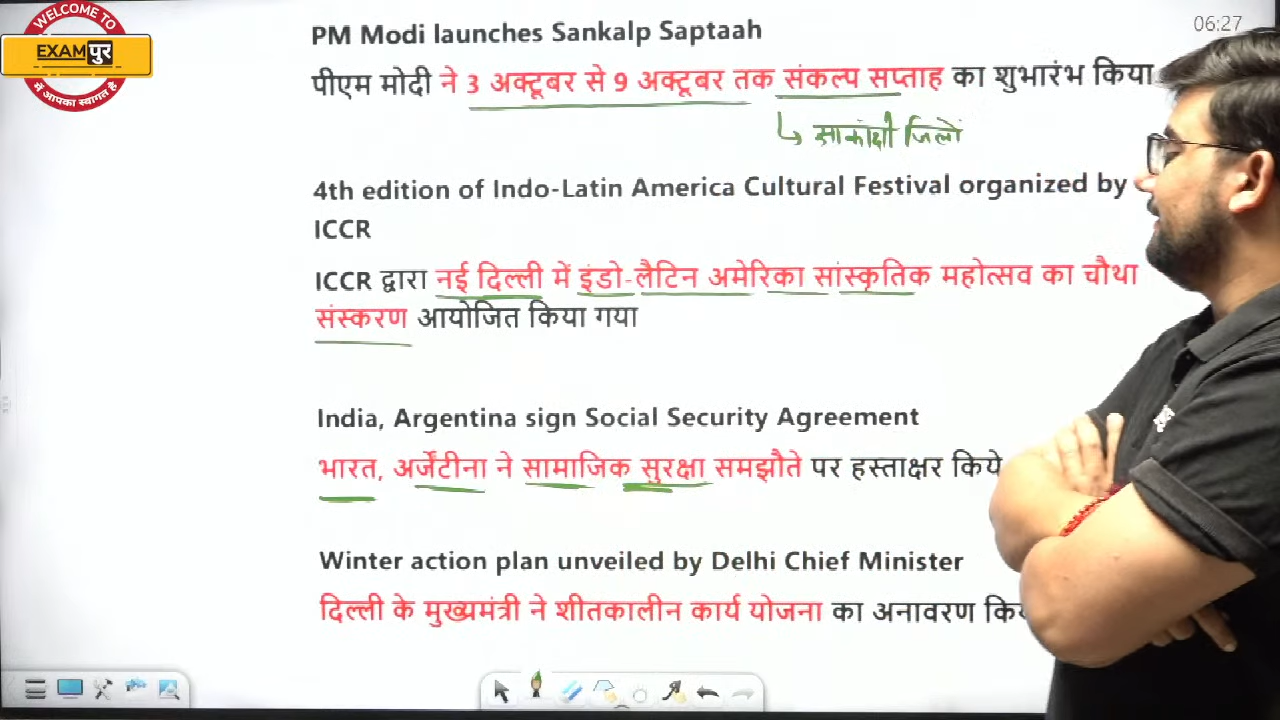 WELCOME TO
EXAMपुर
में आपका स्वागत है
06:27
PM Modi launches Sankalp Saptaah
पीएम मोदी ने 3 अक्टूबर से 9 अक्टूबर तक संकल्प सप्ताह का शुभारंभ किया
जिलों
4th edition of Indo-Latin America Cultural Festival organized by
ICCR
ICCR द्वारा नई दिल्ली में इंडो-लैटिन अमेरिका सांस्कृतिक महोत्सव का चौथा
संस्करण आयोजित किया गया
India, Argentina sign Social Security Agreement
भारत, अर्जेंटीना ने सामाजिक सुरक्षा समझौते पर हस्ताक्षर किये
Winter action plan unveiled by Delhi Chief Minister
दिल्ली के मुख्यमंत्री ने शीतकालीन कार्य योजना का अनावरण